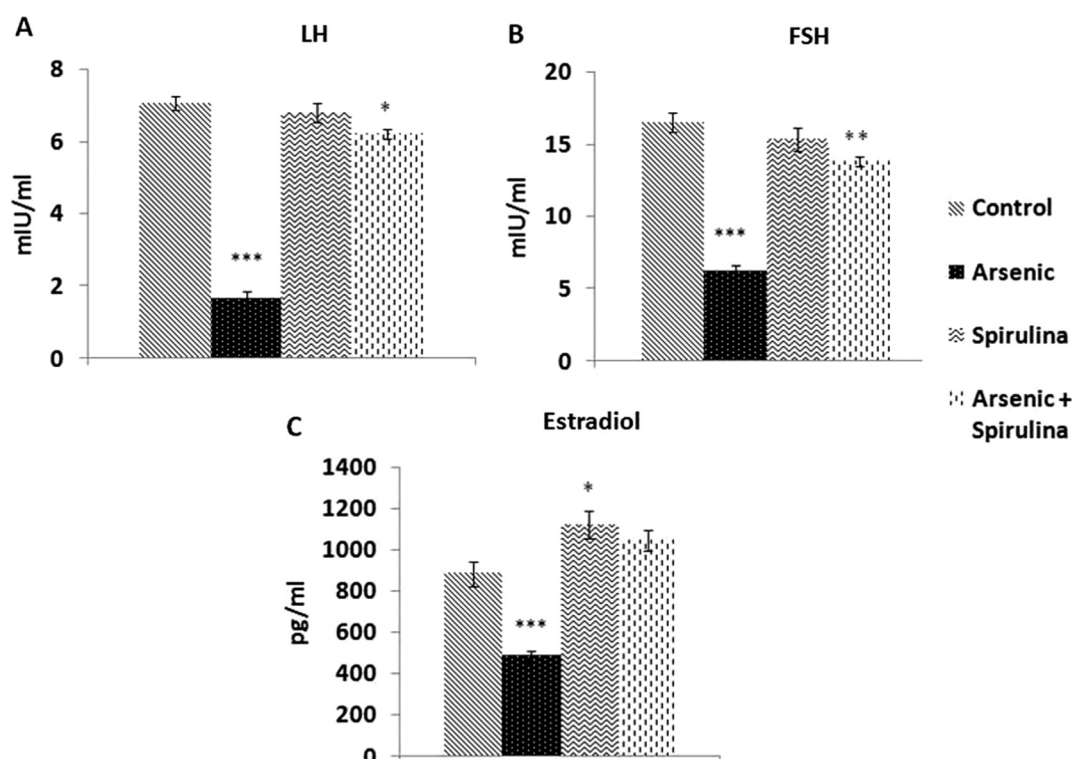 A
LH
8
6
4
2
0
mIU/ml
*
***
B
FSH
20
15
10
5
0
mIU/ml
**
***
Control
Arsenic
Spirulina
Arsenic +
Spirulina
C
Estradiol
1400
1200
1000
800
600
400
200
0
pg/ml
*
***